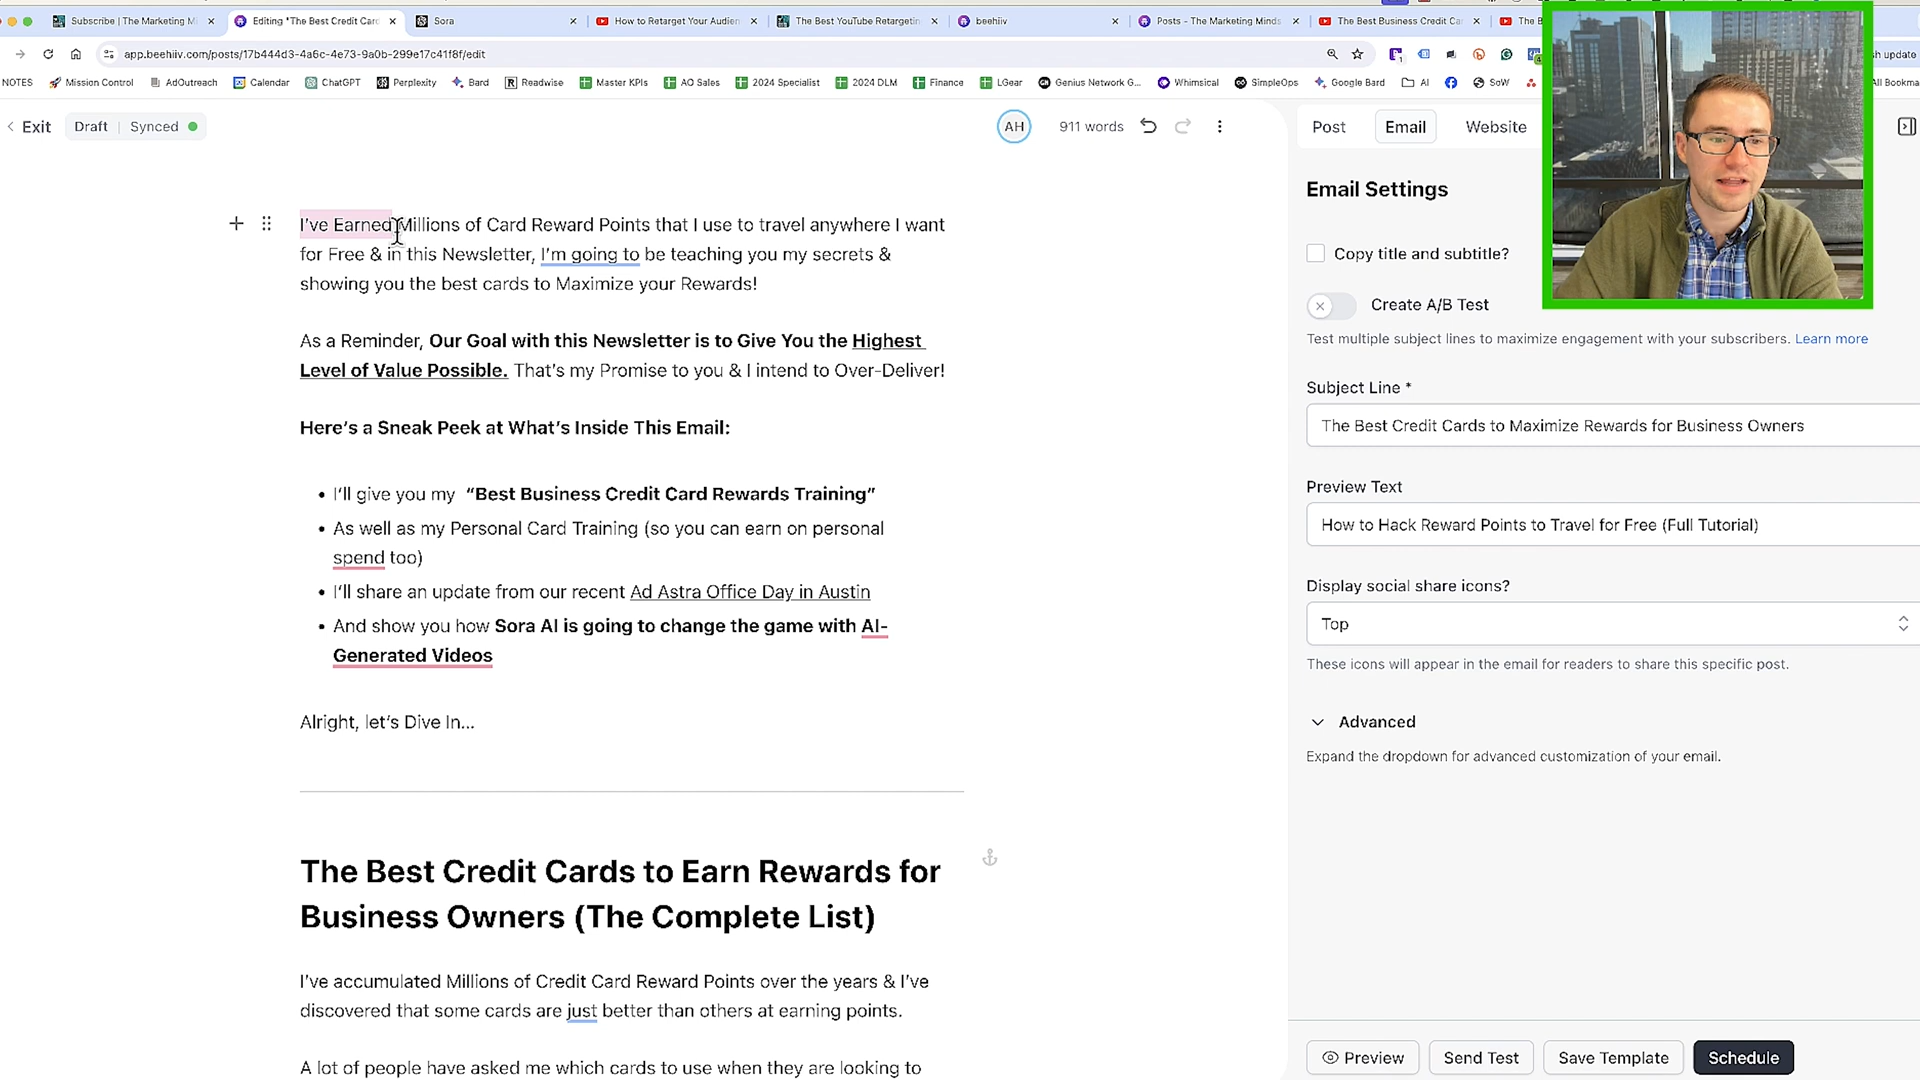 Subscribe | The Marketing Mi
Editing "The Best Credit Card
Sora
How to Retarget Your Audien
The Best YouTube Retargetin
beehiiv
Posts - The Marketing Minds
The Best Business Credit Ca
The B
app.beehiiv.com/posts/17b444d3-4a6c-4e73-9a0b-299e17c41f8f/edit
sh update
NOTES
Mission Control
AdOutreach
Calendar
ChatGPT
Perplexity
Bard
Readwise
Master KPIs
AO Sales
2024 Specialist
2024 DLM
Finance
LGear
Genius Network G...
Whimsical
SimpleOps
Google Bard
AI
SoW
All Bookma
Exit
Draft | Synced
AH
911 words
Post
Email
Website
I've Earned Millions of Card Reward Points that I use to travel anywhere I want
for Free & in this Newsletter, I'm going to be teaching you my secrets &
showing you the best cards to Maximize your Rewards!
As a Reminder, Our Goal with this Newsletter is to Give You the Highest
Level of Value Possible. That's my Promise to you & I intend to Over-Deliver!
Here's a Sneak Peek at What's Inside This Email:
• I'll give you my “Best Business Credit Card Rewards Training”
• As well as my Personal Card Training (so you can earn on personal
spend too)
• I'll share an update from our recent Ad Astra Office Day in Austin
• And show you how Sora AI is going to change the game with AI-
Generated Videos
Alright, let's Dive In...
The Best Credit Cards to Earn Rewards for
Business Owners (The Complete List)
I've accumulated Millions of Credit Card Reward Points over the years & I've
discovered that some cards are just better than others at earning points.
A lot of people have asked me which cards to use when they are looking to
Email Settings
Copy title and subtitle?
Create A/B Test
Test multiple subject lines to maximize engagement with your subscribers. Learn more
Subject Line *
The Best Credit Cards to Maximize Rewards for Business Owners
Preview Text
How to Hack Reward Points to Travel for Free (Full Tutorial)
Display social share icons?
Top
These icons will appear in the email for readers to share this specific post.
Advanced
Expand the dropdown for advanced customization of your email.
Preview
Send Test
Save Template
Schedule